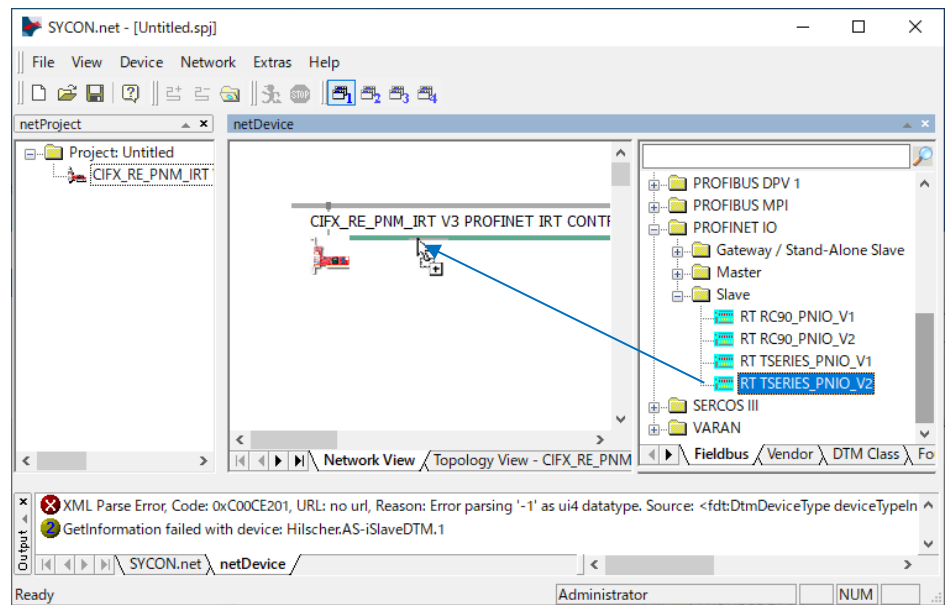 SYCON.net - [Untitled.spj]
File View Device Network Extras Help
netProject
netDevice
Project: Untitled
CIFX_RE_PNM_IRT
CIFX_RE_PNM_IRT V3 PROFINET IRT CONTR
PROFIBUS DPV 1
PROFIBUS MPI
PROFINET IO
Gateway / Stand-Alone Slave
Master
Slave
RT RC90_PNIO_V1
RT RC90_PNIO_V2
RT TSERIES_PNIO_V1
RT TSERIES_PNIO_V2
SERCOS III
VARAN
Network View Topology View - CIFX_RE_PNM
Fieldbus Vendor DTM Class Fo
Output
XML Parse Error, Code: 0xC00CE201, URL: no url, Reason: Error parsing '-1' as ui4 datatype. Source: <fdt:DtmDeviceType deviceTypeIn
2 GetInformation failed with device: Hilscher.AS-iSlaveDTM.1
SYCON.net netDevice
Ready
Administrator
NUM